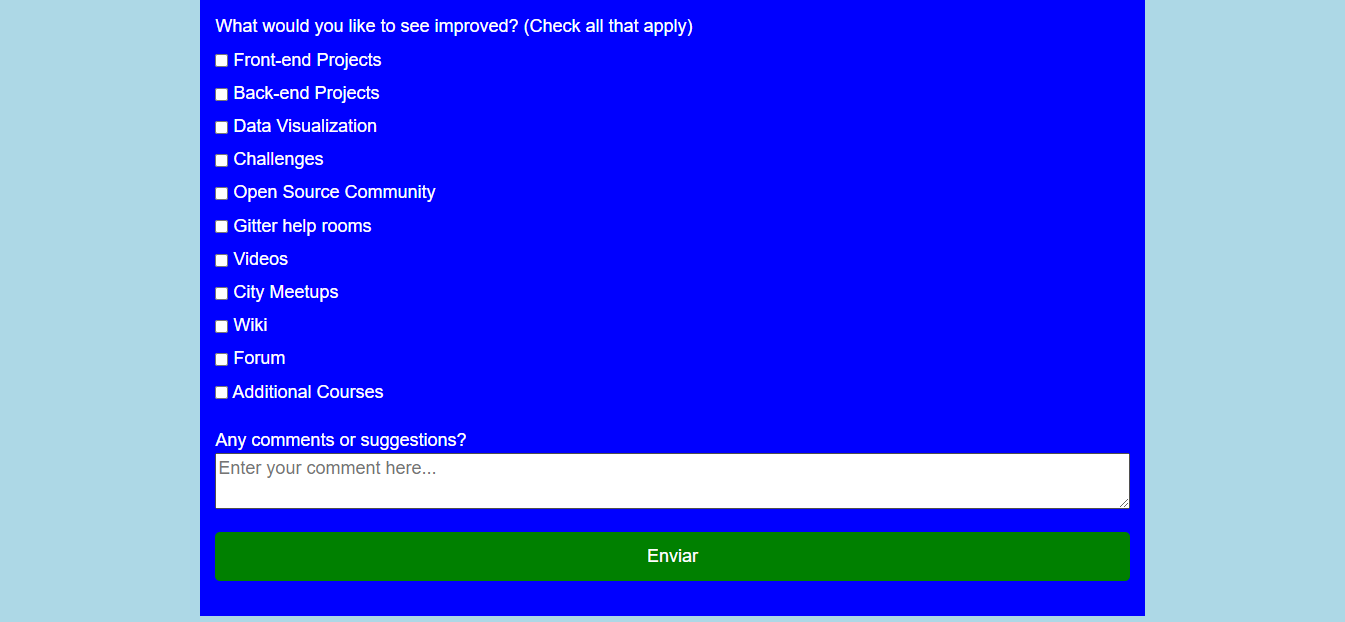 What would you like to see improved? (Check all that apply)
Front-end Projects
Back-end Projects
Data Visualization
Challenges
Open Source Community
Gitter help rooms
Videos
City Meetups
Wiki
Forum
Additional Courses
Any comments or suggestions?
Enter your comment here...
Enviar